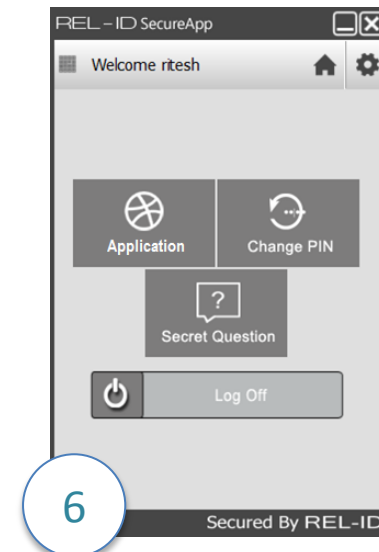 REL-ID SecureApp
Welcome ritesh
Application
Change PIN
?
Secret Question
Log Off
6
Secured By REL-ID